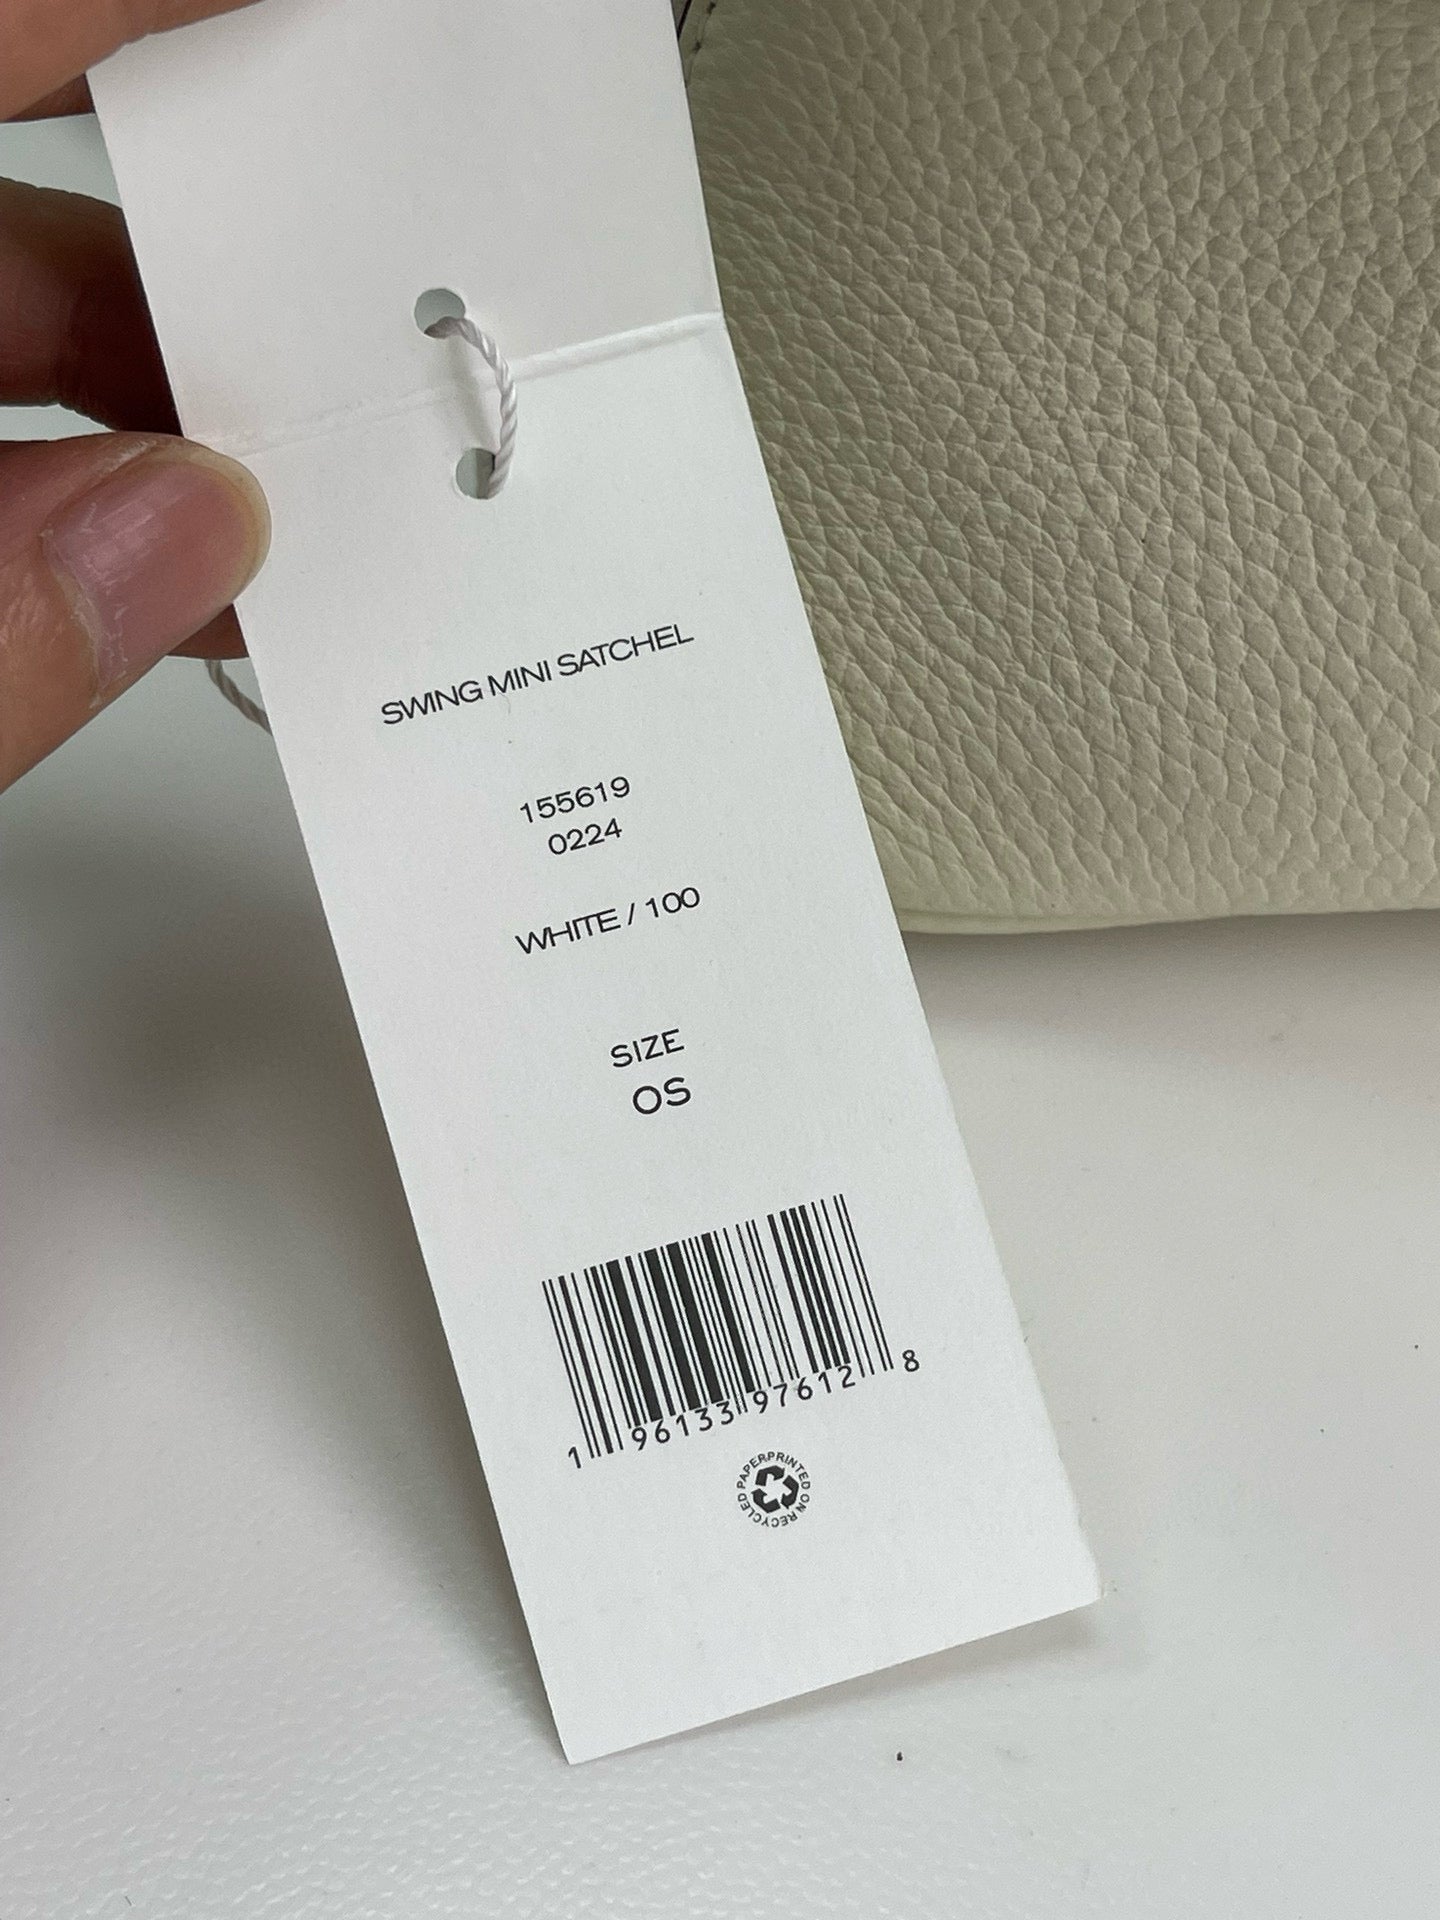 SWING MINI SATCHEL
155619
0224
WHITE / 100
SIZE
OS
1 96133 97612 8
PRINTED ON RECYCLED PAPER